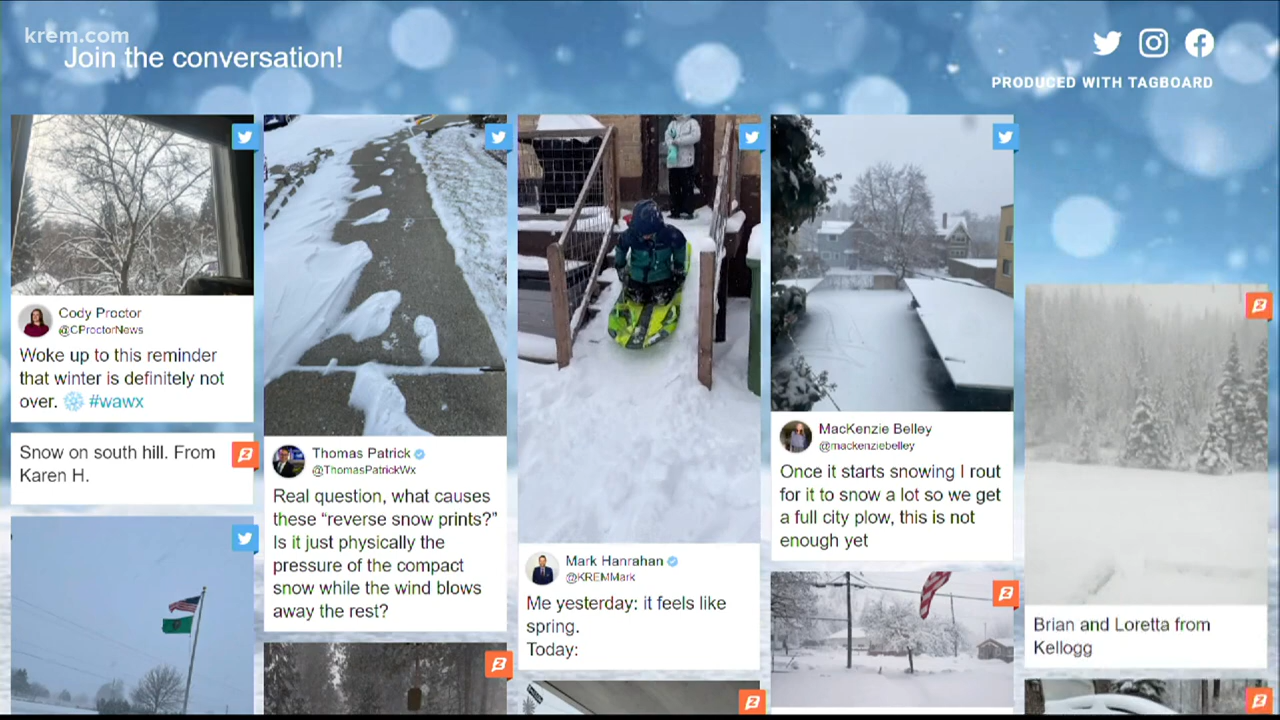 krem.com
Join the conversation!
PRODUCED WITH TAGBOARD
Cody Proctor
@CProctorNews
Woke up to this reminder
that winter is definitely not
over. ❄️ #wawx
Snow on south hill. From
Karen H.
Thomas Patrick
@ThomasPatrickWx
Real question, what causes
these “reverse snow prints?”
Is it just physically the
pressure of the compact
snow while the wind blows
away the rest?
Mark Hanrahan
@KREMMark
Me yesterday: it feels like
spring.
Today:
MacKenzie Belley
@mackenziebelley
Once it starts snowing I rout
for it to snow a lot so we get
a full city plow, this is not
enough yet
Brian and Loretta from
Kellogg